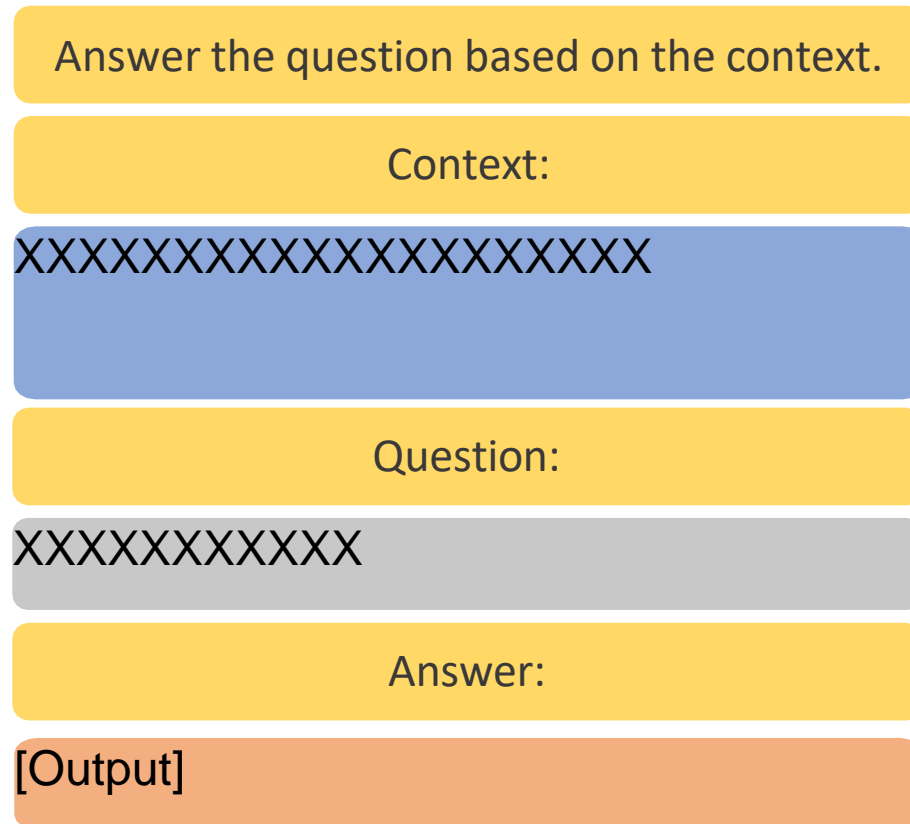 Answer the question based on the context.
Context:
XXXXXXXXXXXXXXXXXXXX
Question:
XXXXXXXXXXX
Answer:
[Output]